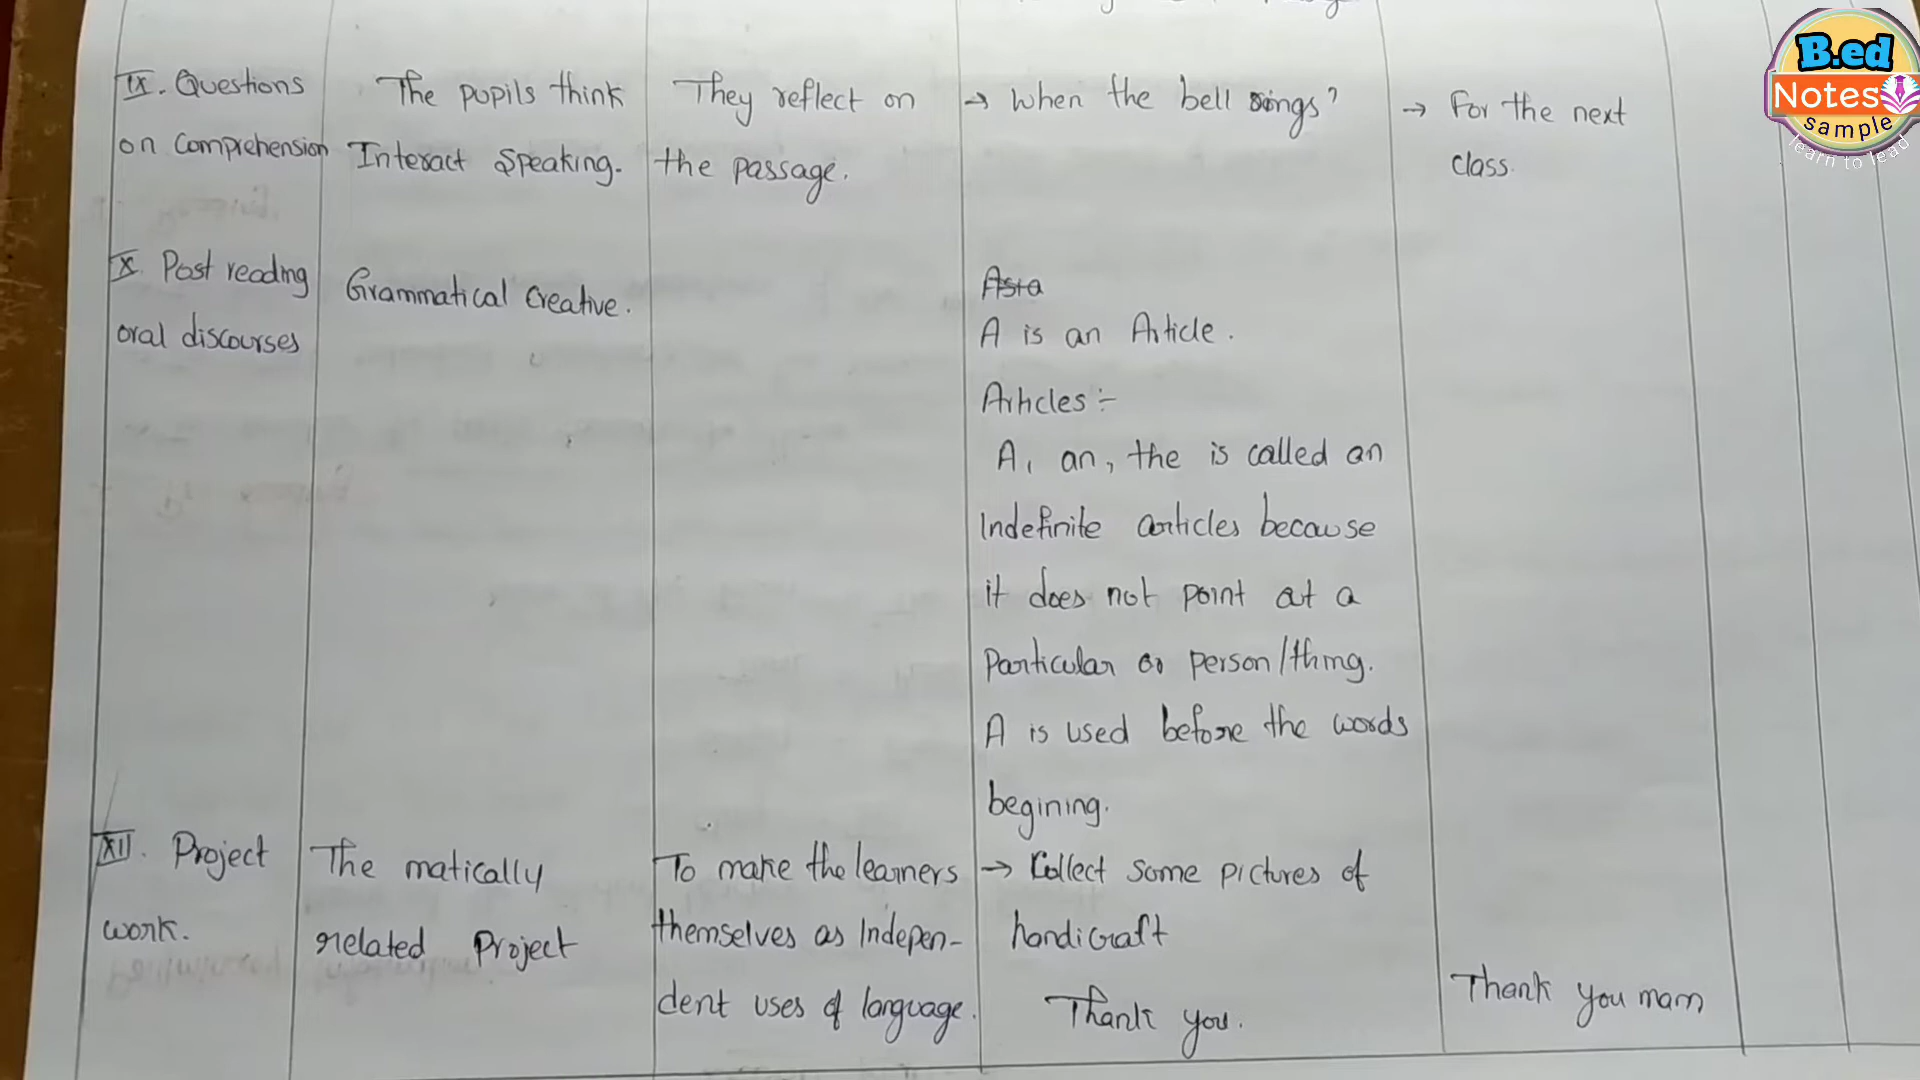 IX. Questions
on Comprehension
The pupils think
Interact Speaking.
They reflect on
the passage.
→ When the bell rings?
→ For the next
class.
X. Post reading
oral discourses
Grammatical Creative.
A is an Article.
Articles :-
A, an, the is called an
Indefinite articles because
it does not point at a
Particular or person/thing.
A is used before the words
begining.
XII. Project
work.
The matically
related Project
To make the learners
themselves as Indepen-
dent uses of language.
→ Collect some pictures of
handicraft
Thank you.
Thank you mam
B.ed
Notes
sample
learn to lead